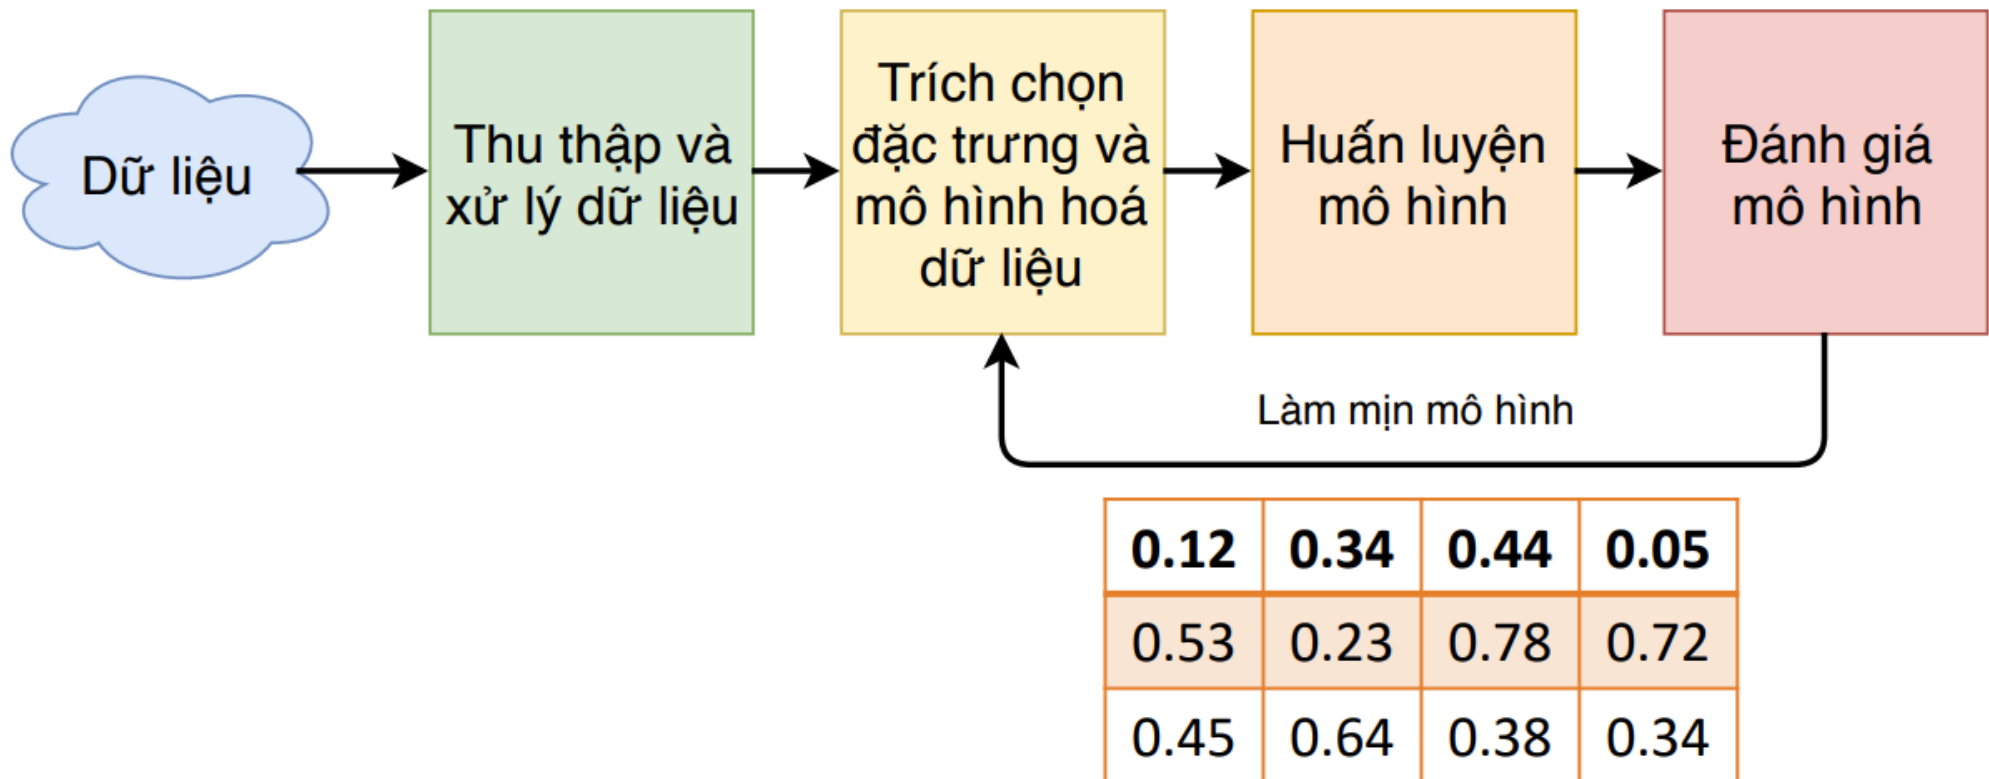 Dữ liệu
Thu thập và
xử lý dữ liệu
Trích chọn
đặc trưng và
mô hình hoá
dữ liệu
Huấn luyện
mô hình
Đánh giá
mô hình
Làm mịn mô hình
0.12 0.34 0.44 0.05
0.53 0.23 0.78 0.72
0.45 0.64 0.38 0.34